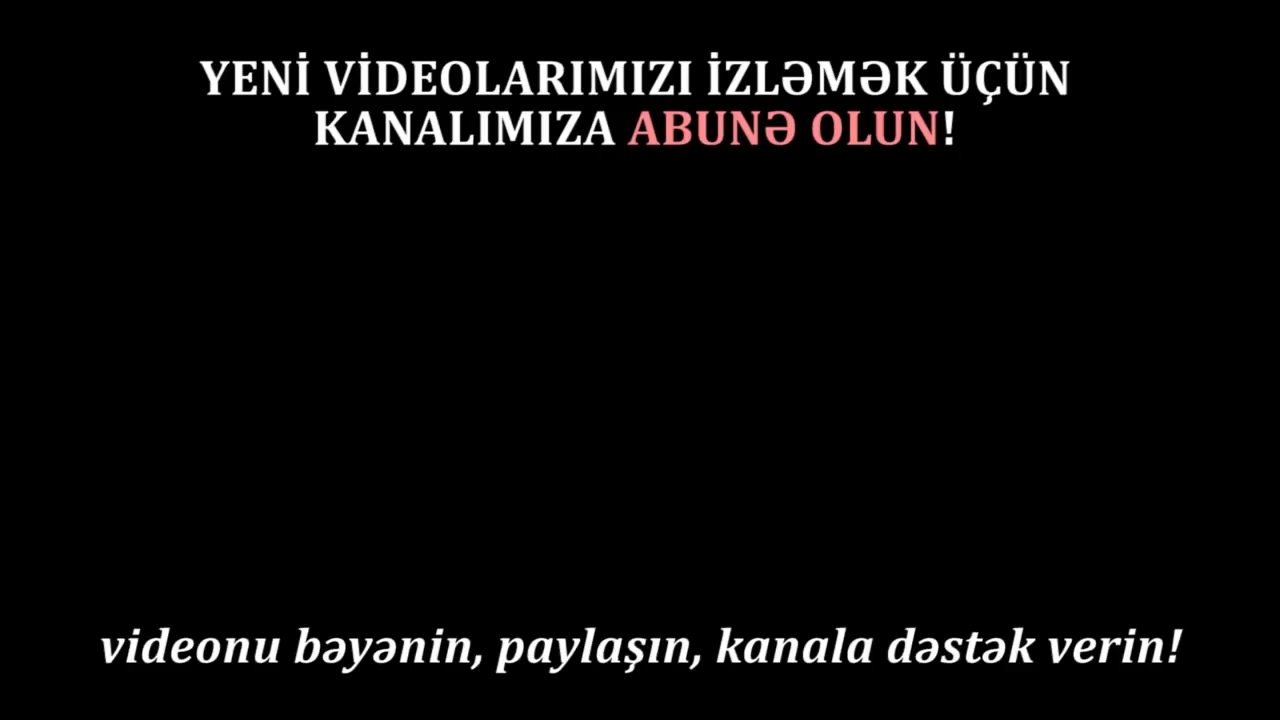 YENİ VİDEOLARIMIZI İZLƏMƏK ÜÇÜN
KANALIMIZA ABUNƏ OLUN!
videonu bəyənin, paylaşın, kanala dəstək verin!